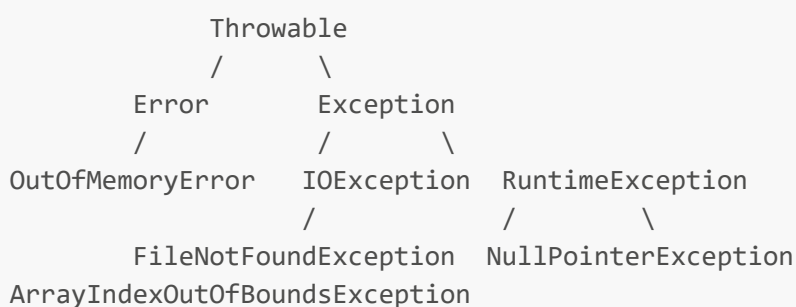 Throwable
/ \
Error Exception
/ / \
OutOfMemoryError IOException RuntimeException
/ / \
FileNotFoundException NullPointerException
ArrayIndexOutOfBoundsException